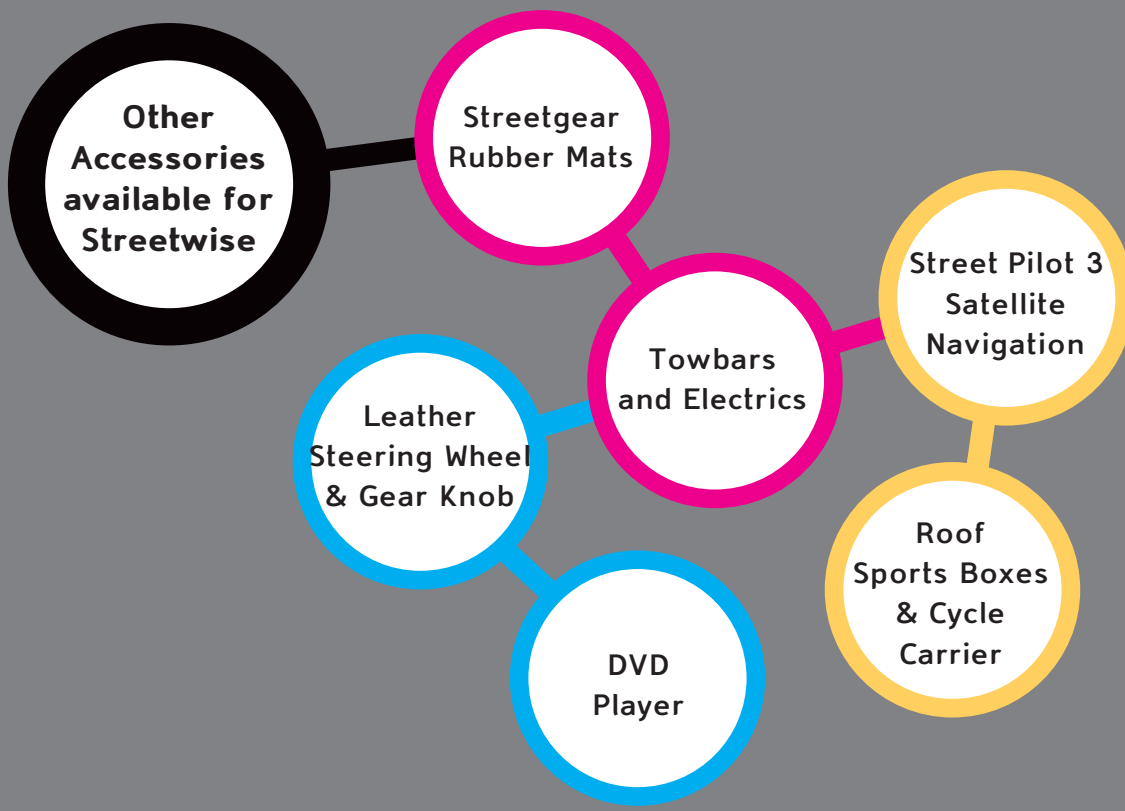 Other
Accessories
available for
Streetwise
Streetgear
Rubber Mats
Towbars
and Electrics
Street Pilot 3
Satellite
Navigation
Roof
Sports Boxes
& Cycle
Carrier
Leather
Steering Wheel
& Gear Knob
DVD
Player